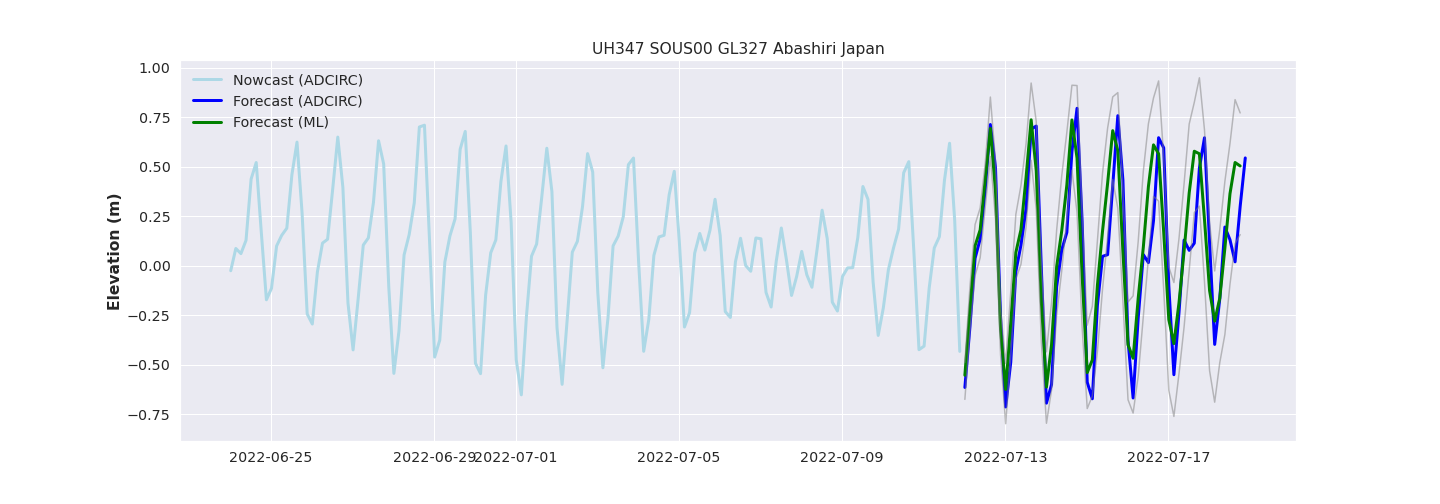 UH347 SOUS00 GL327 Abashiri Japan
1.00
0.75
0.50
0.25
0.00
−0.25
−0.50
−0.75
Elevation (m)
Nowcast (ADCIRC)
Forecast (ADCIRC)
Forecast (ML)
2022-06-25 2022-06-29 2022-07-01 2022-07-05 2022-07-09 2022-07-13 2022-07-17